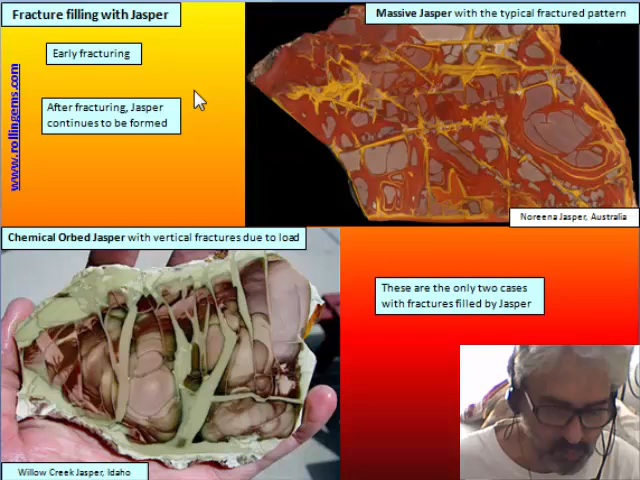 Fracture filling with Jasper
Massive Jasper with the typical fractured pattern
Early fracturing
After fracturing, Jasper
continues to be formed
www.rollingems.com
Noreena Jasper, Australia
Chemical Orbed Jasper with vertical fractures due to load
These are the only two cases
with fractures filled by Jasper
Willow Creek Jasper, Idaho